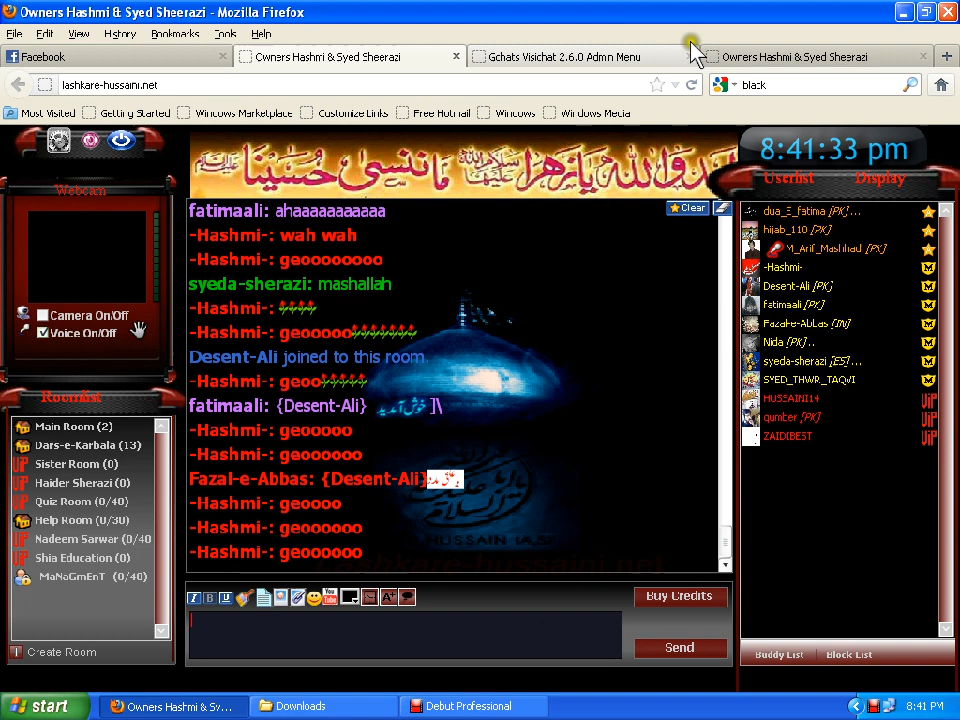 Owners Hashmi & Syed Sheerazi - Mozilla Firefox
File Edit View History Bookmarks Tools Help
Facebook
Owners Hashmi & Syed Sheerazi
Gchats Visichat 2.6.0 Admn Menu
Owners Hashmi & Syed Sheerazi
lashkare-hussaini.net
black
Most Visited
Getting Started
Windows Marketplace
Customize Links
Free Hotmail
Windows
Windows Media
8:41:33 pm
Webcam
Camera On/Off
Voice On/Off
Roomlist
Main Room (2)
Dars-e-Karbala (13)
Sister Room (0)
Haider Sherazi (0)
Quiz Room (0/40)
Help Room (0/30)
Nadeem Sarwar (0/40
Shia Education (0)
MaNaGmEnT (0/40)
Create Room
Clear
fatimaali: ahaaaaaaaaaaa
-Hashmi-: wah wah
-Hashmi-: geoooooooo
syeda-sherazi: mashallah
-Hashmi-:
-Hashmi-: geooooo
Desent-Ali joined to this room.
-Hashmi-: geoo
fatimaali: {Desent-Ali} خوش آمدید ]\
-Hashmi-: geooooo
-Hashmi-: geoooooo
Fazal-e-Abbas: {Desent-Ali}
-Hashmi-: geoooo
-Hashmi-: geoooooo
-Hashmi-: geoooooo
I B U
You Tube
A+
Buy Credits
Send
Userlist Display
dua_E_fatima [PK]...
hijab_110 [PK]
M_Arif_Mashhad [PK]
-Hashmi-
Desent-Ali [PK]
fatimaali [PK]
Fazal-e-Abbas [IN]
Nida [PK]..
syeda-sherazi [ES]...
SYED_THWR_TAQVI
HUSSAINI14
qumber [PK]
ZAIDIBEST
Buddy List
Block List
start
Owners Hashmi & Sy...
Downloads
Debut Professional
8:41 PM